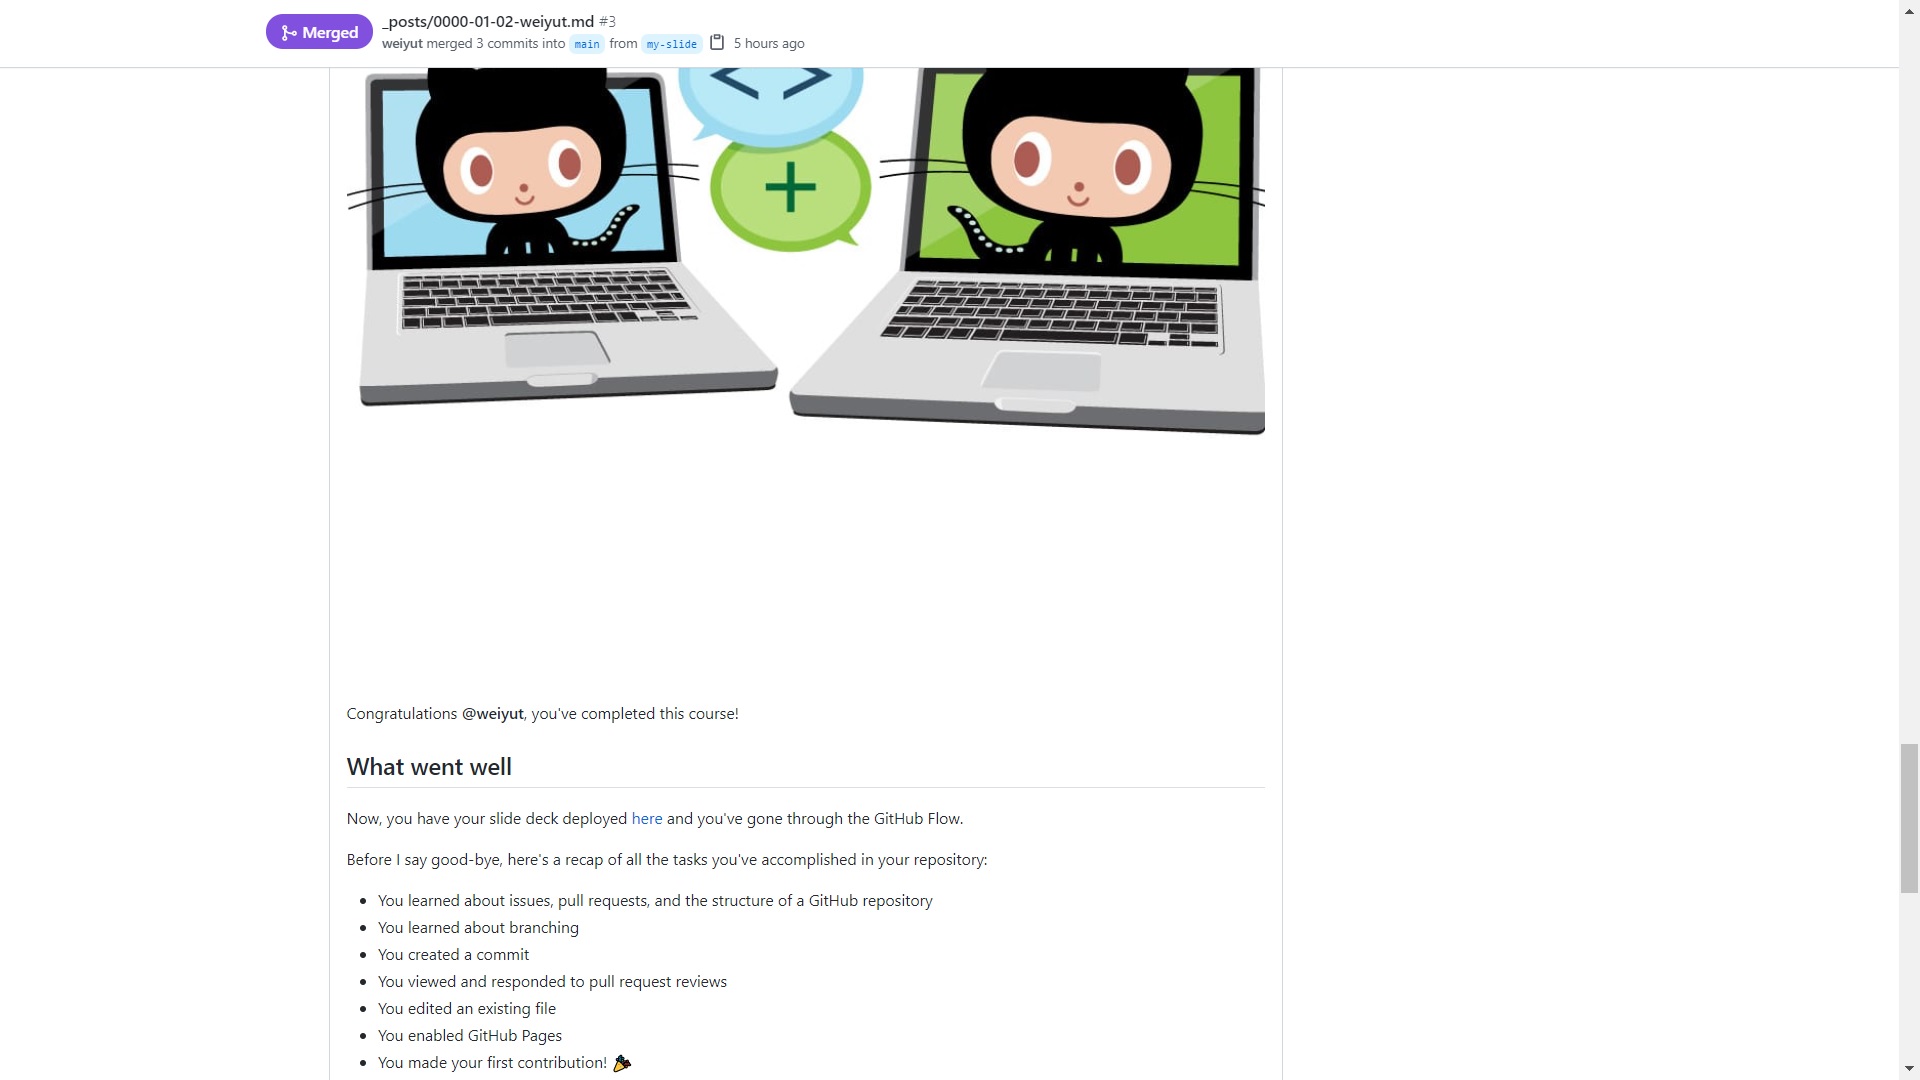 Merged
_posts/0000-01-02-weiyut.md #3
weiyut merged 3 commits into main from my-slide 5 hours ago
<>
+
Congratulations @weiyut, you've completed this course!
What went well
Now, you have your slide deck deployed here and you've gone through the GitHub Flow.
Before I say good-bye, here's a recap of all the tasks you've accomplished in your repository:
• You learned about issues, pull requests, and the structure of a GitHub repository
• You learned about branching
• You created a commit
• You viewed and responded to pull request reviews
• You edited an existing file
• You enabled GitHub Pages
• You made your first contribution! 🎉